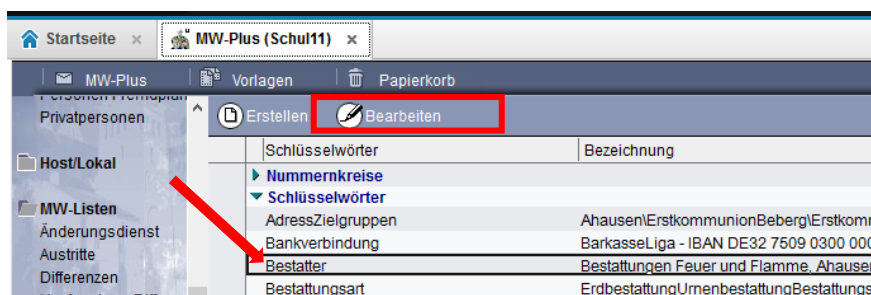 Startseite × MW-Plus (Schul11) ×
MW-Plus Vorlagen Papierkorb
Privatpersonen
Erstellen Bearbeiten
Schlüsselwörter Bezeichnung
Host/Lokal
Nummernkreise
Schlüsselwörter
MW-Listen
AdressZielgruppen Ahausen\ErstkommunionBeberg\Erstkomm
Änderungsdienst
Bankverbindung BarkasseLiga - IBAN DE32 7509 0300 000
Austritte
Bestatter Bestattungen Feuer und Flamme, Ahausen
Differenzen
Bestattungsart ErdbestattungUrnenbestattungBestattungs